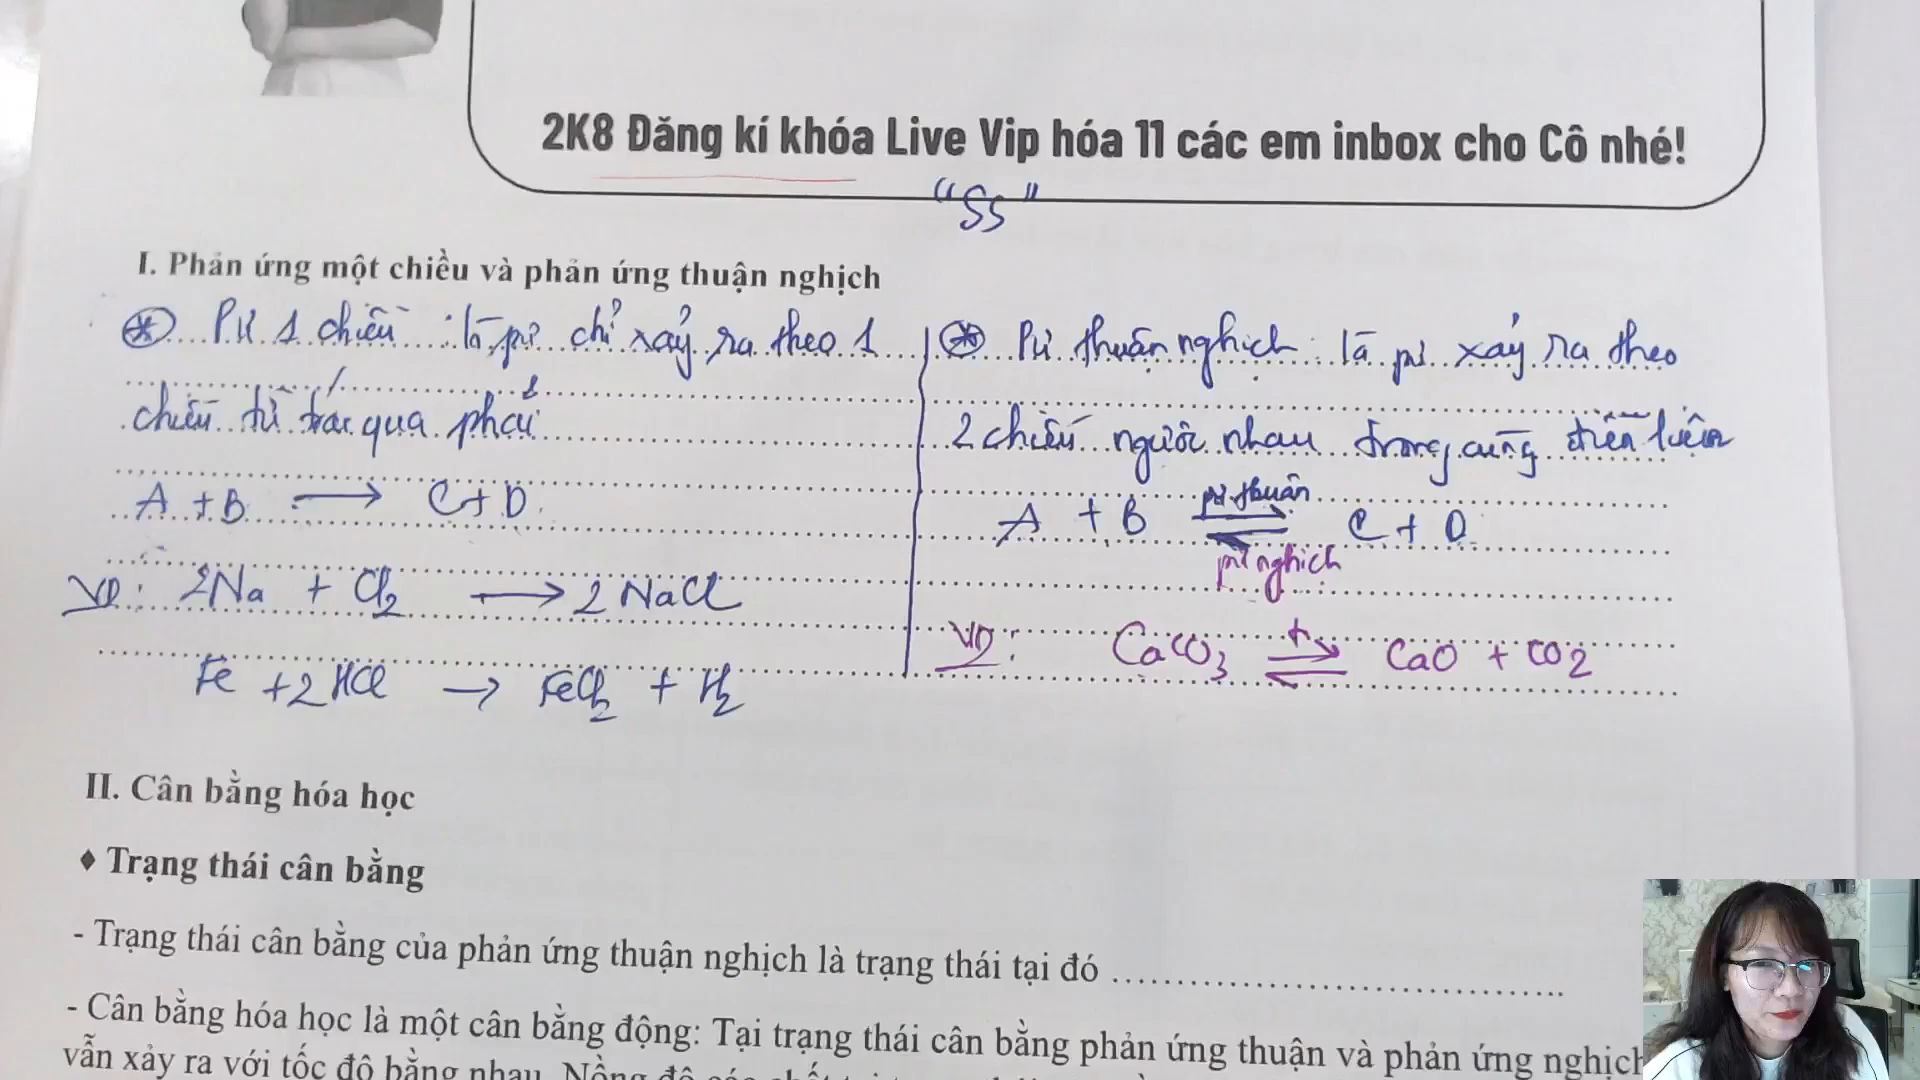 2K8 Đăng kí khóa Live Vip hóa 11 các em inbox cho Cô nhé!
"SS"
I. Phản ứng một chiều và phản ứng thuận nghịch
Pư 1 chiều : là pư chỉ xảy ra theo 1
chiều từ trái qua phải
A + B → C + D
VD: 2Na + Cl2 → 2NaCl
Fe + 2HCl → FeCl2 + H2
Pư thuận nghịch : là pư xảy ra theo
2 chiều ngược nhau trong cùng điều kiện
pư thuận
A + B ⇌ C + D
pư nghịch
VD: CaCO3 ⇌ CaO + CO2
II. Cân bằng hóa học
♦ Trạng thái cân bằng
- Trạng thái cân bằng của phản ứng thuận nghịch là trạng thái tại đó
- Cân bằng hóa học là một cân bằng động: Tại trạng thái cân bằng phản ứng thuận và phản ứng nghịch
vẫn xảy ra với tốc độ bằng nhau. Nồng độ các chất